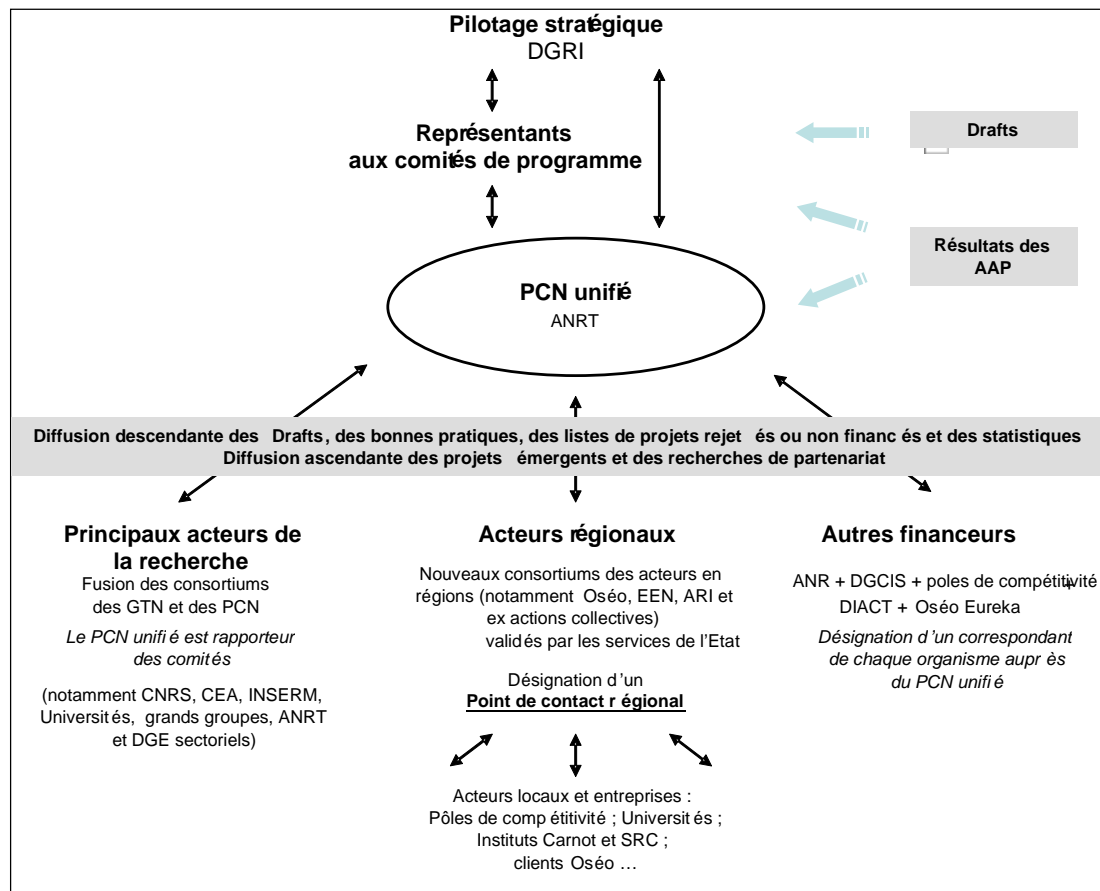 Pilotage stratégique
DGRI
Représentants
aux comités de programme
Drafts
Résultats des
AAP
PCN unifié
ANRT
Diffusion descendante des Drafts, des bonnes pratiques, des listes de projets rejetés ou non financés et des statistiques
Diffusion ascendante des projets émergents et des recherches de partenariat
Principaux acteurs de
la recherche
Fusion des consortiums
des GTN et des PCN
Le PCN unifié est rapporteur
des comités
(notamment CNRS, CEA, INSERM,
Universités, grands groupes, ANRT
et DGE sectoriels)
Acteurs régionaux
Nouveaux consortiums des acteurs en
régions (notamment Oséo, EEN, ARI et
ex actions collectives)
validés par les services de l'Etat
Désignation d'un
Point de contact régional
Acteurs locaux et entreprises :
Pôles de compétitivité ; Universités ;
Instituts Carnot et SRC ;
clients Oséo …
Autres financeurs
ANR + DGCIS + poles de compétitivité +
DIACT + Oséo Eureka
Désignation d'un correspondant
de chaque organisme auprès
du PCN unifié